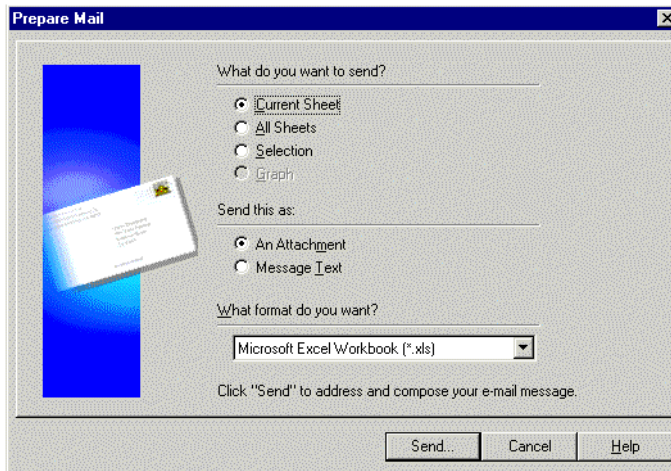 Prepare Mail
What do you want to send?
Current Sheet
All Sheets
Selection
Graph
Send this as:
An Attachment
Message Text
What format do you want?
Microsoft Excel Workbook (*.xls)
Click "Send" to address and compose your e-mail message.
Send... Cancel Help